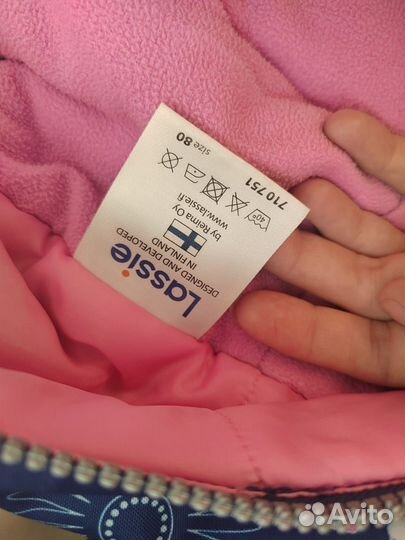 Lassie
DESIGNED AND DEVELOPED
IN FINLAND
by Reima Oy
www.lassie.fi
40°
710751
size 80
Avito